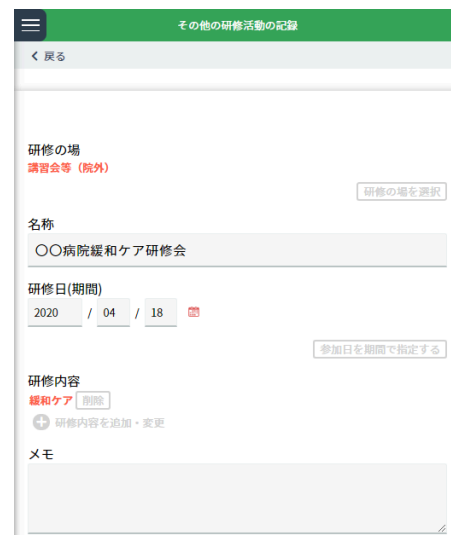 その他の研修活動の記録
戻る
研修の場
講習会等（院外）
研修の場を選択
名称
〇〇病院緩和ケア研修会
研修日(期間)
2020 / 04 / 18
参加日を期間で指定する
研修内容
緩和ケア 削除
研修内容を追加・変更
メモ